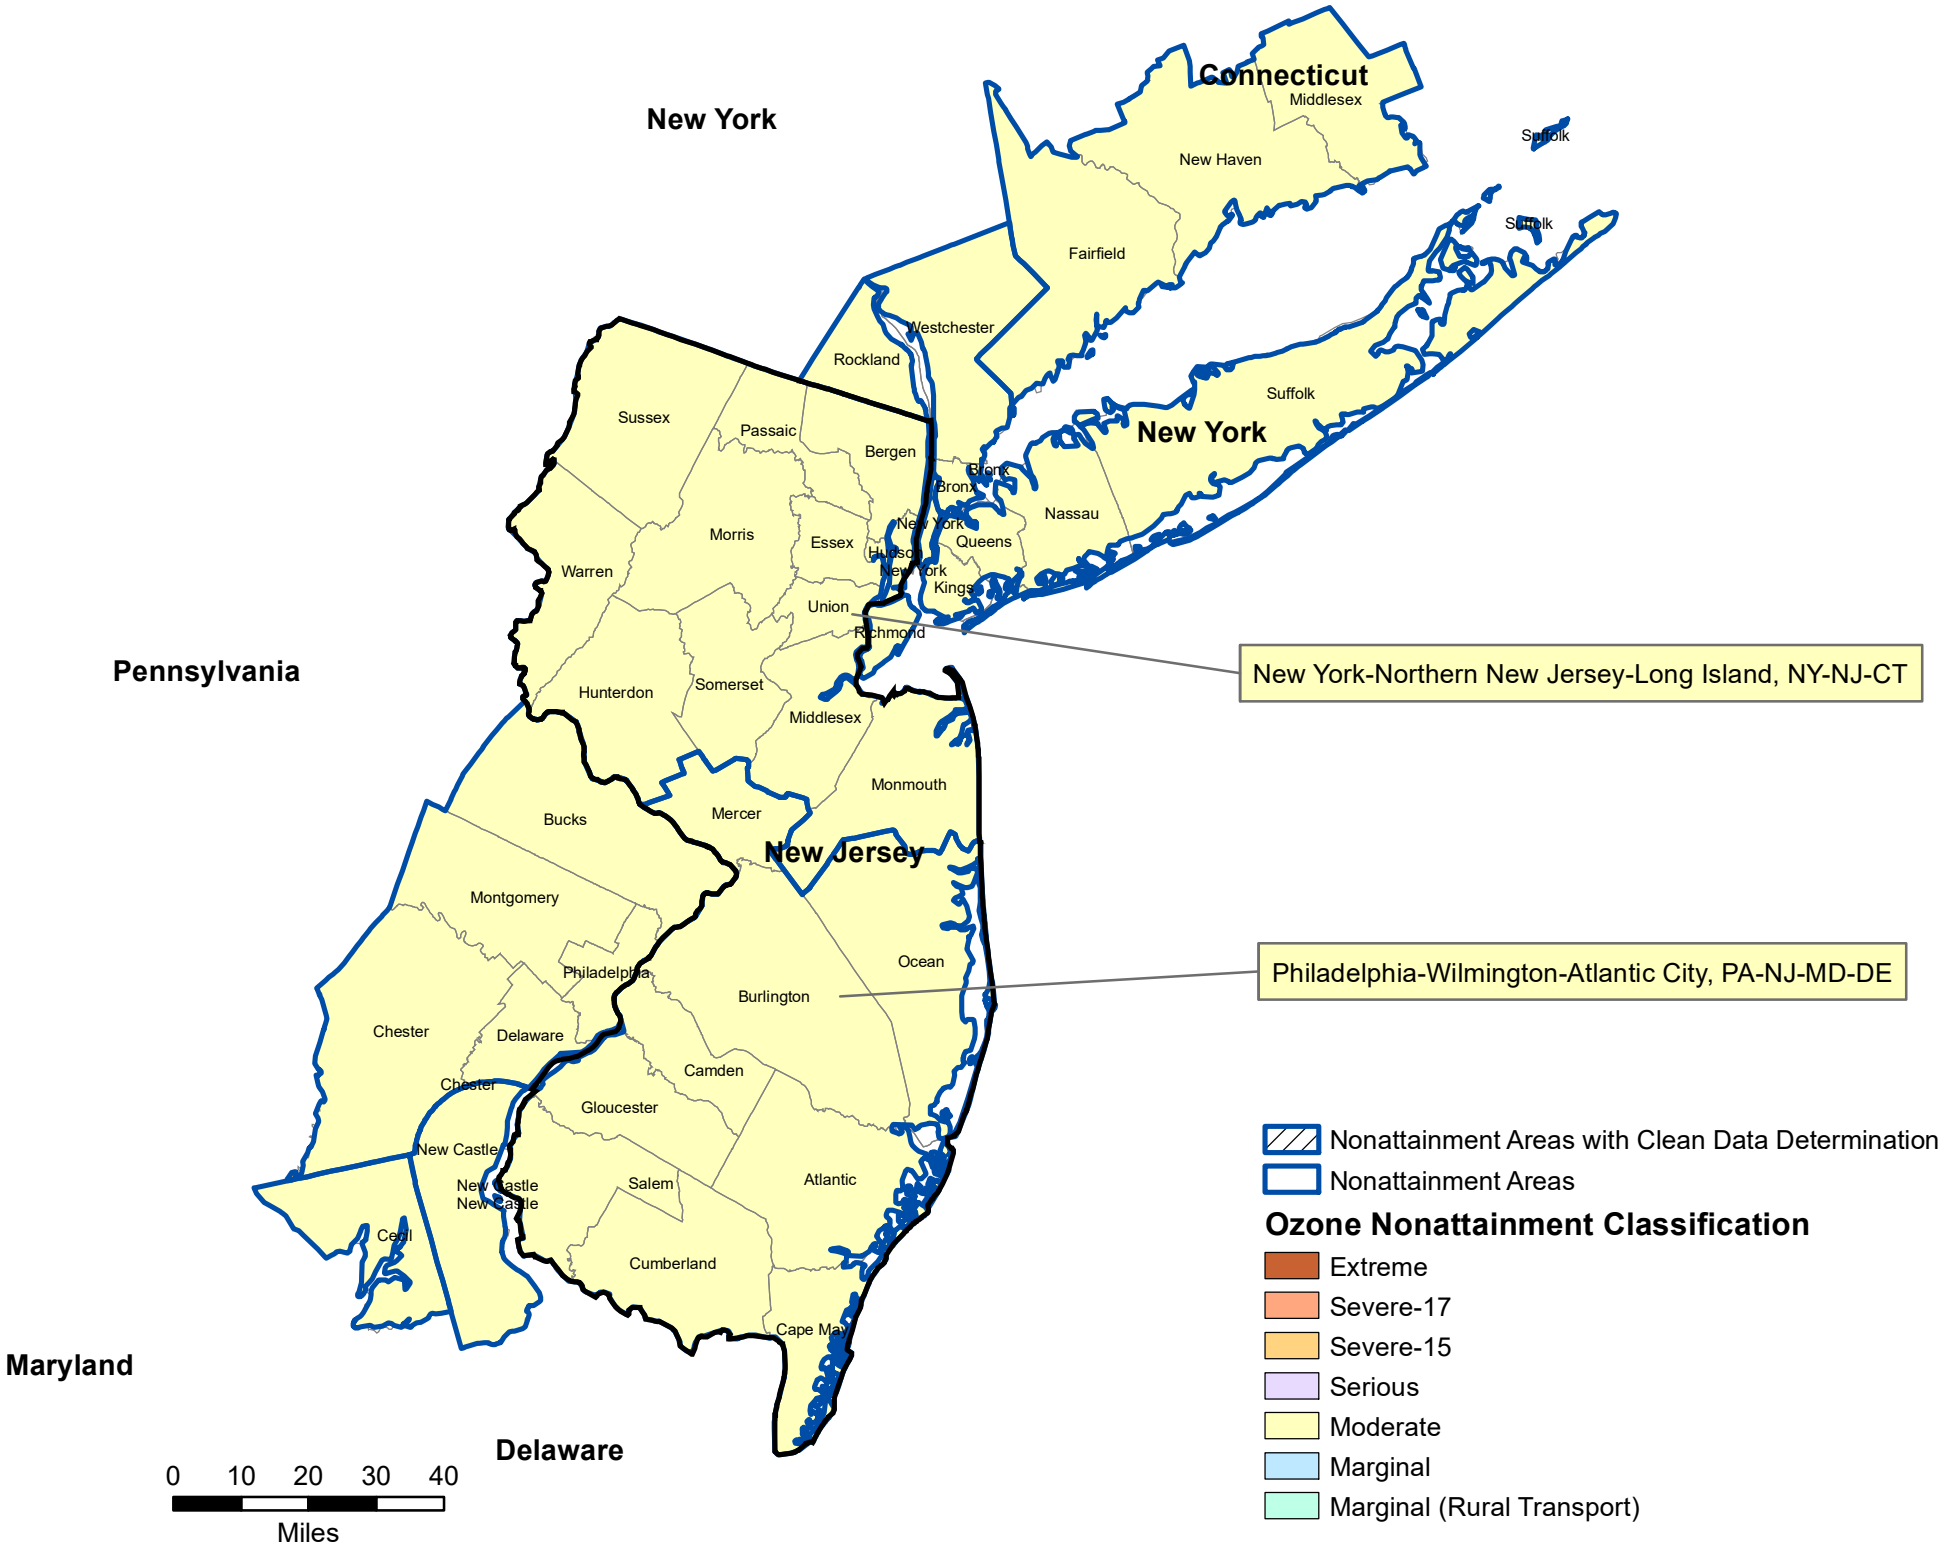 Connecticut
Middlesex
New York
Suffolk
New Haven
Suffolk
Fairfield
Westchester
Rockland
Suffolk
Sussex
Passaic
New York
Bergen
Bronx
Bronx
Nassau
New York
Morris
Essex
Queens
Hudson
New York
Warren
Kings
Union
Richmond
Pennsylvania
New York-Northern New Jersey-Long Island, NY-NJ-CT
Hunterdon
Somerset
Middlesex
Monmouth
Mercer
Bucks
New Jersey
Montgomery
Ocean
Philadelphia
Philadelphia-Wilmington-Atlantic City, PA-NJ-MD-DE
Burlington
Chester
Delaware
Camden
Chester
Gloucester
New Castle
Atlantic
Salem
New Castle
New Castle
Cecil
Cumberland
Cape May
Maryland
Delaware
0 10 20 30 40
Miles
Nonattainment Areas with Clean Data Determination
Nonattainment Areas
Ozone Nonattainment Classification
Extreme
Severe-17
Severe-15
Serious
Moderate
Marginal
Marginal (Rural Transport)